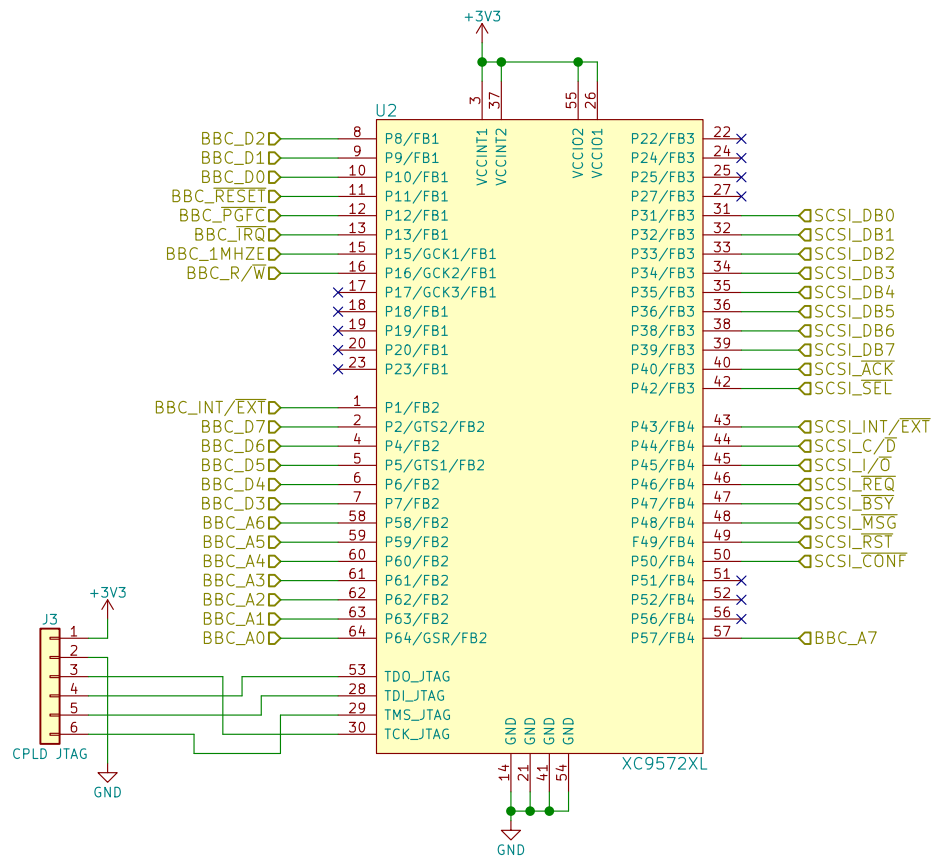 +3V3
3
37
55
26
U2
VCCINT1
VCCINT2
VCCIO2
VCCIO1
BBC_D2 8 P8/FB1
BBC_D1 9 P9/FB1
BBC_D0 10 P10/FB1
BBC_RESET 11 P11/FB1
BBC_PGFC 12 P12/FB1
BBC_IRQ 13 P13/FB1
BBC_1MHZE 15 P15/GCK1/FB1
BBC_R/W 16 P16/GCK2/FB1
17 P17/GCK3/FB1
18 P18/FB1
19 P19/FB1
20 P20/FB1
23 P23/FB1
BBC_INT/EXT 1 P1/FB2
BBC_D7 2 P2/GTS2/FB2
BBC_D6 4 P4/FB2
BBC_D5 5 P5/GTS1/FB2
BBC_D4 6 P6/FB2
BBC_D3 7 P7/FB2
BBC_A6 58 P58/FB2
BBC_A5 59 P59/FB2
BBC_A4 60 P60/FB2
BBC_A3 61 P61/FB2
BBC_A2 62 P62/FB2
BBC_A1 63 P63/FB2
BBC_A0 64 P64/GSR/FB2
53 TDO_JTAG
28 TDI_JTAG
29 TMS_JTAG
30 TCK_JTAG
P22/FB3 22
P24/FB3 24
P25/FB3 25
P27/FB3 27
P31/FB3 31 SCSI_DB0
P32/FB3 32 SCSI_DB1
P33/FB3 33 SCSI_DB2
P34/FB3 34 SCSI_DB3
P35/FB3 35 SCSI_DB4
P36/FB3 36 SCSI_DB5
P38/FB3 38 SCSI_DB6
P39/FB3 39 SCSI_DB7
P40/FB3 40 SCSI_ACK
P42/FB3 42 SCSI_SEL
P43/FB4 43 SCSI_INT/EXT
P44/FB4 44 SCSI_C/D
P45/FB4 45 SCSI_I/O
P46/FB4 46 SCSI_REQ
P47/FB4 47 SCSI_BSY
P48/FB4 48 SCSI_MSG
F49/FB4 49 SCSI_RST
P50/FB4 50 SCSI_CONF
P51/FB4 51
P52/FB4 52
P56/FB4 56
P57/FB4 57 BBC_A7
+3V3
J3
1
2
3
4
5
6
CPLD JTAG
GND
GND
GND
GND
GND
XC9572XL
14
21
41
54
GND